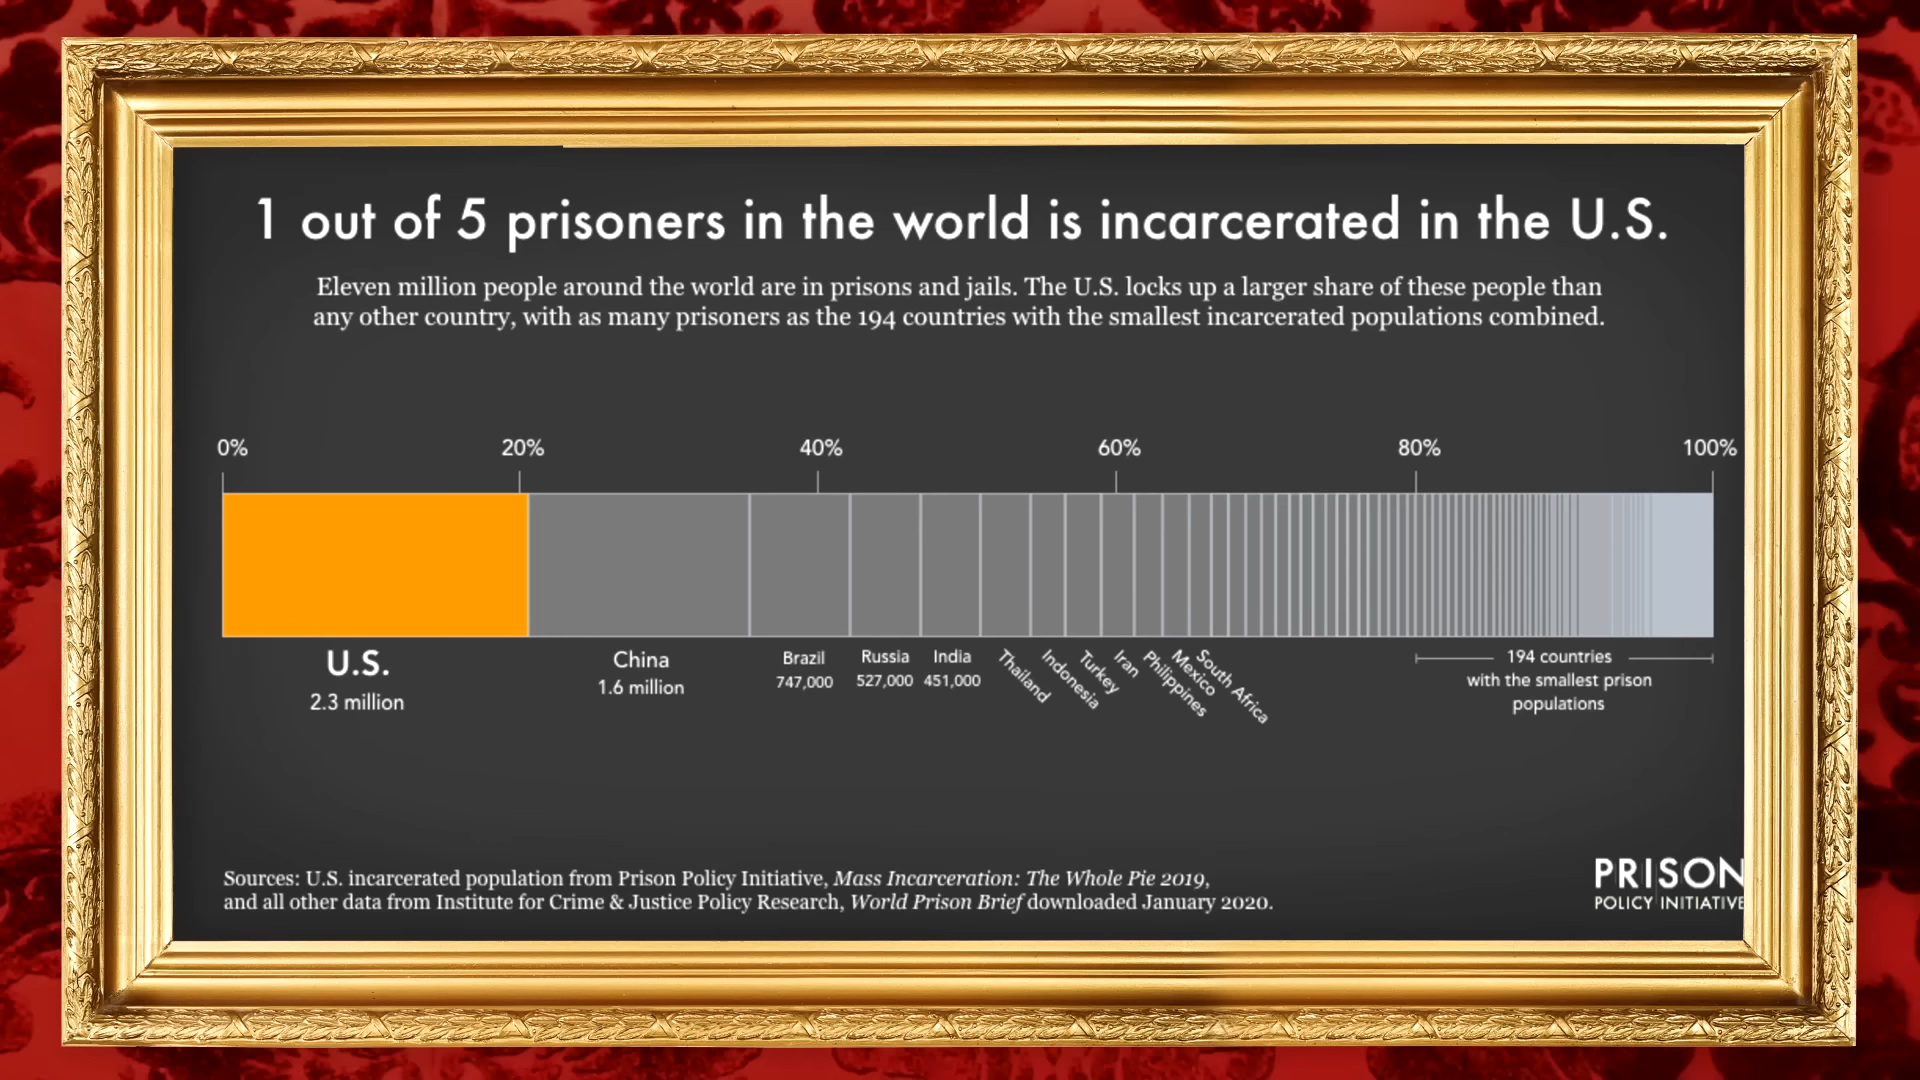 1 out of 5 prisoners in the world is incarcerated in the U.S.
Eleven million people around the world are in prisons and jails. The U.S. locks up a larger share of these people than
any other country, with as many prisoners as the 194 countries with the smallest incarcerated populations combined.
0% 20% 40% 60% 80% 100%
U.S.
2.3 million
China
1.6 million
Brazil
747,000
Russia
527,000
India
451,000
Thailand
Indonesia
Turkey
Iran
Philippines
Mexico
South Africa
194 countries
with the smallest prison
populations
Sources: U.S. incarcerated population from Prison Policy Initiative, Mass Incarceration: The Whole Pie 2019,
and all other data from Institute for Crime & Justice Policy Research, World Prison Brief downloaded January 2020.
PRISON
POLICY INITIATIVE